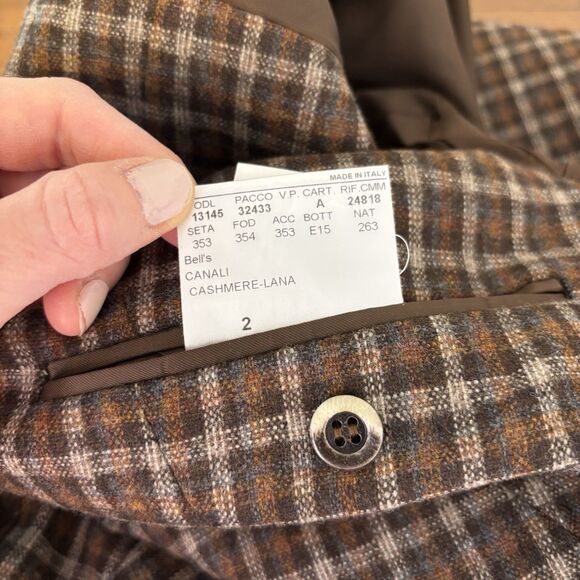 MADE IN ITALY
ODL PACCO V.P. CART. RIF.CMM
13145 32433 A 24818
SETA FOD ACC BOTT NAT
353 354 353 E15 263
Bell's
CANALI
CASHMERE-LANA
2